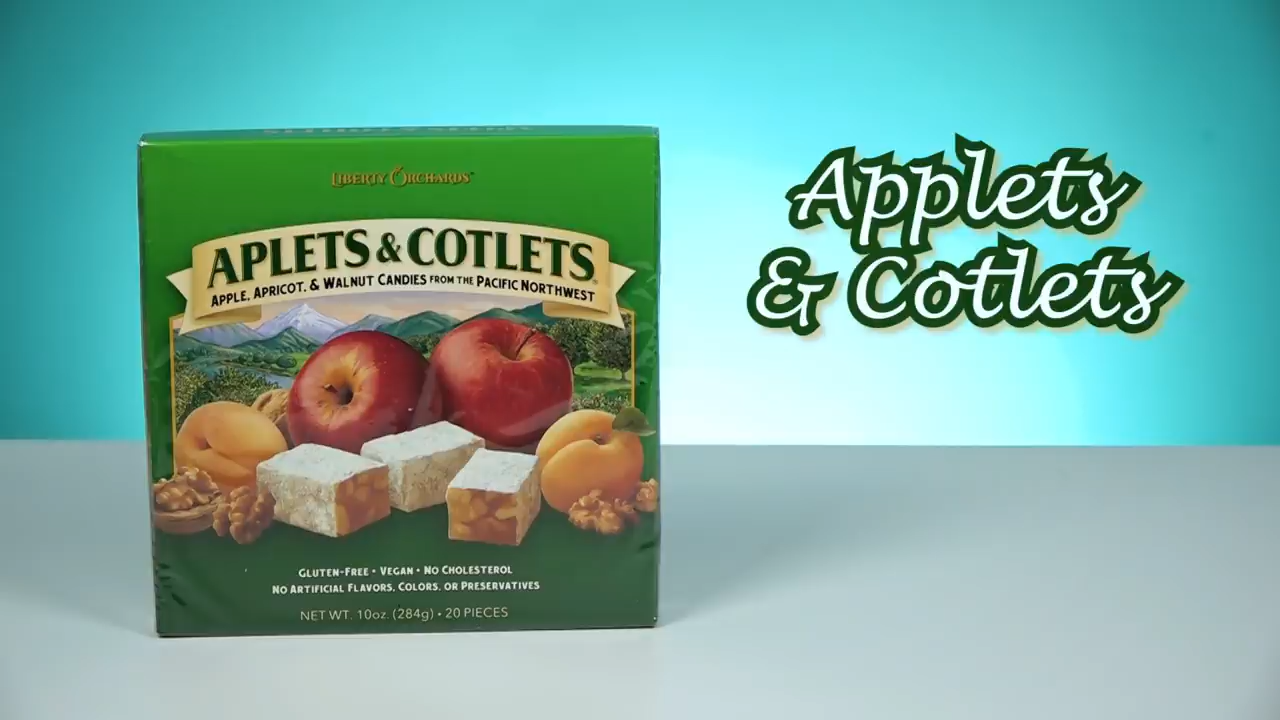 LIBERTY ORCHARDS™
APLETS & COTLETS®
APPLE, APRICOT, & WALNUT CANDIES FROM THE PACIFIC NORTHWEST
GLUTEN-FREE • VEGAN • NO CHOLESTEROL
NO ARTIFICIAL FLAVORS, COLORS, OR PRESERVATIVES
NET WT. 10oz. (284g) • 20 PIECES
Applets
& Cotlets